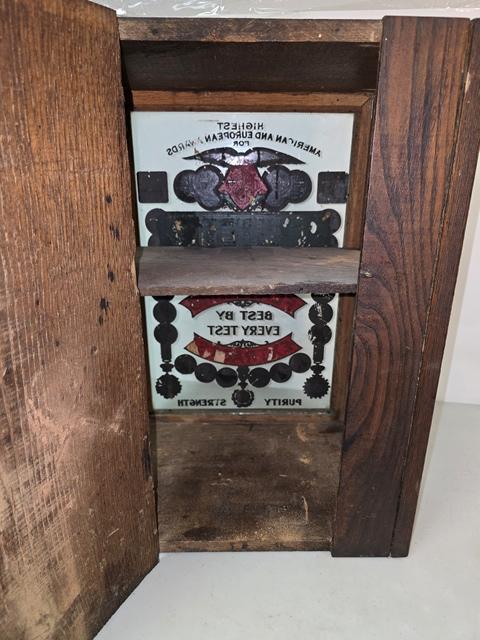 HIGHEST
AMERICAN AND EUROPEAN AWARDS
FOR
BEST BY
EVERY TEST
PURITY STRENGTH